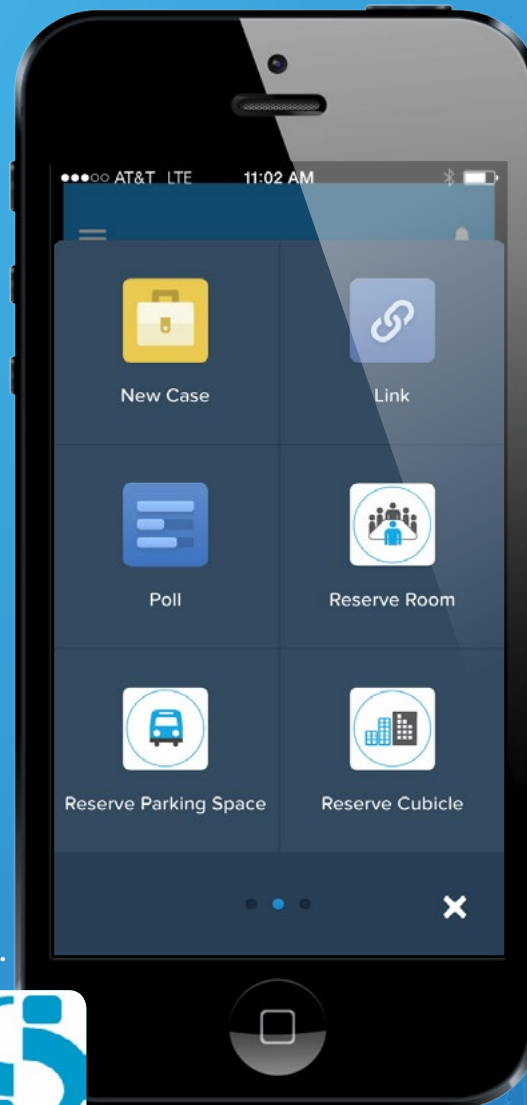 AT&T LTE 11:02 AM
New Case
Link
Poll
Reserve Room
Reserve Parking Space
Reserve Cubicle
.